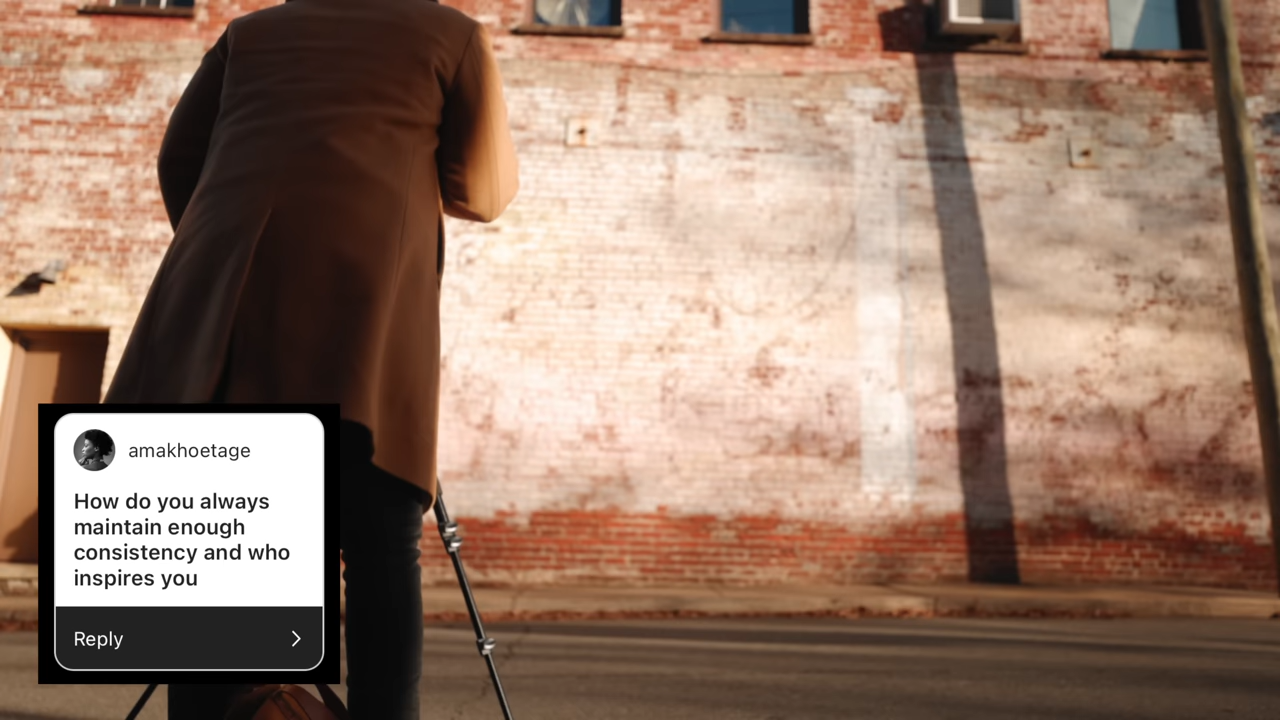 amakhoetage
How do you always
maintain enough
consistency and who
inspires you
Reply